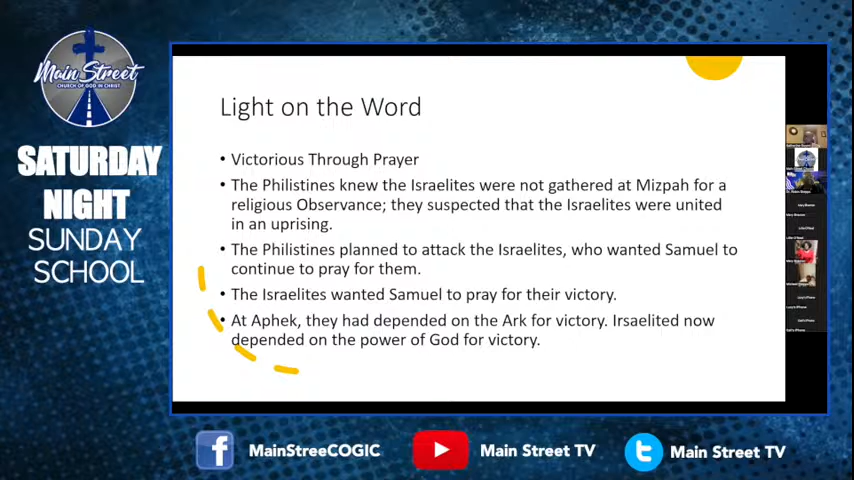 Main Street
CHURCH OF GOD IN CHRIST
SATURDAY
NIGHT
SUNDAY
SCHOOL
Light on the Word
• Victorious Through Prayer
• The Philistines knew the Israelites were not gathered at Mizpah for a
religious Observance; they suspected that the Israelites were united
in an uprising.
• The Philistines planned to attack the Israelites, who wanted Samuel to
continue to pray for them.
• The Israelites wanted Samuel to pray for their victory.
• At Aphek, they had depended on the Ark for victory. Irsaelited now
depended on the power of God for victory.
MainStreeCOGIC
Main Street TV
Main Street TV